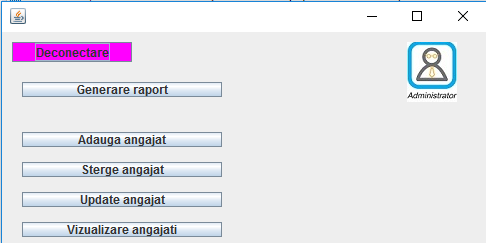 Deconectare
Administrator
Generare raport
Adauga angajat
Sterge angajat
Update angajat
Vizualizare angajati